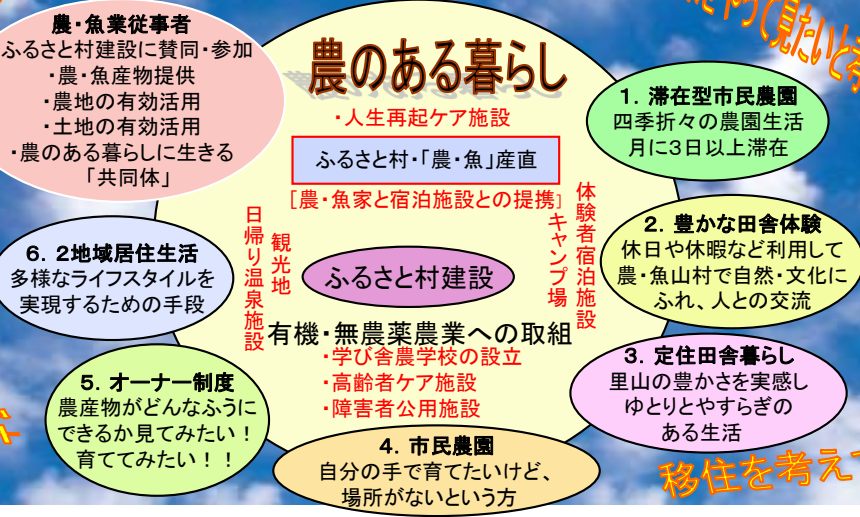 農・魚業従事者
ふるさと村建設に賛同・参加
・農・魚産物提供
・農地の有効活用
・土地の有効活用
・農のある暮らしに生きる
「共同体」
農のある暮らし
・人生再起ケア施設
ふるさと村・「農・魚」産直
[農・魚家と宿泊施設との提携]
日帰り温泉施設
観光地
キャンプ場
体験者宿泊施設
ふるさと村建設
有機・無農薬農業への取組
・学び舎農学校の設立
・高齢者ケア施設
・障害者公用施設
1．滞在型市民農園
四季折々の農園生活
月に3日以上滞在
2．豊かな田舎体験
休日や休暇など利用して
農・魚山村で自然・文化に
ふれ、人との交流
3．定住田舎暮らし
里山の豊かさを実感し
ゆとりとやすらぎの
ある生活
4．市民農園
自分の手で育てたいけど、
場所がないという方
5．オーナー制度
農産物がどんなふうに
できるか見てみたい！
育ててみたい！！
6．2地域居住生活
多様なライフスタイルを
実現するための手段
やって見たいと
移住を考え